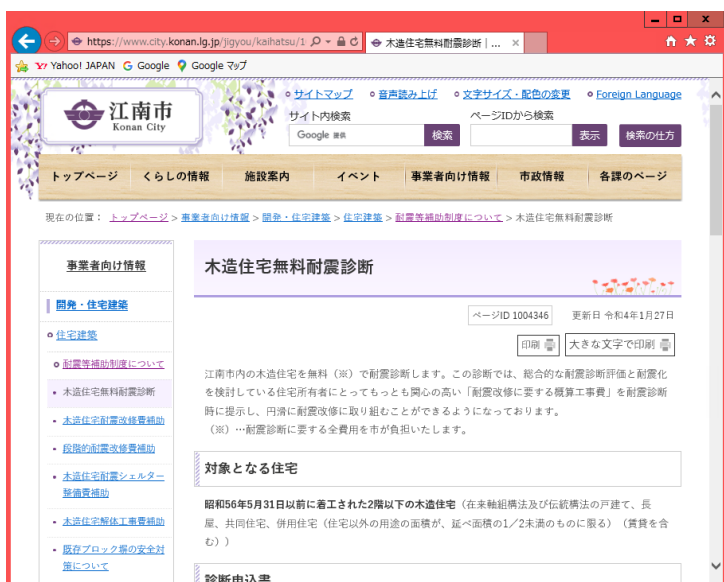 https://www.city.konan.lg.jp/jigyou/kaihatsu/1
木造住宅無料耐震診断 | ...
Yahoo! JAPAN Google Google マップ
サイトマップ 音声読み上げ 文字サイズ・配色の変更 Foreign Language
江南市
Konan City
サイト内検索 ページIDから検索
Google 提供 検索 表示 検索の仕方
トップページ くらしの情報 施設案内 イベント 事業者向け情報 市政情報 各課のページ
現在の位置： トップページ > 事業者向け情報 > 開発・住宅建築 > 住宅建築 > 耐震等補助制度について > 木造住宅無料耐震診断
事業者向け情報
開発・住宅建築
住宅建築
耐震等補助制度について
木造住宅無料耐震診断
木造住宅耐震改修費補助
段階的耐震改修費補助
木造住宅耐震シェルター
整備費補助
木造住宅解体工事費補助
既存ブロック塀の安全対
策について
木造住宅無料耐震診断
ページID 1004346 更新日 令和4年1月27日
印刷 大きな文字で印刷
江南市内の木造住宅を無料（※）で耐震診断します。この診断では、総合的な耐震診断評価と耐震化
を検討している住宅所有者にとってもっとも関心の高い「耐震改修に要する概算工事費」を耐震診断
時に提示し、円滑に耐震改修に取り組むことができるようになっております。
（※）…耐震診断に要する全費用を市が負担いたします。
対象となる住宅
昭和56年5月31日以前に着工された2階以下の木造住宅（在来軸組構法及び伝統構法の戸建て、長
屋、共同住宅、併用住宅（住宅以外の用途の面積が、延べ面積の1／2未満のものに限る）（賃貸を含
む））
診断申込書